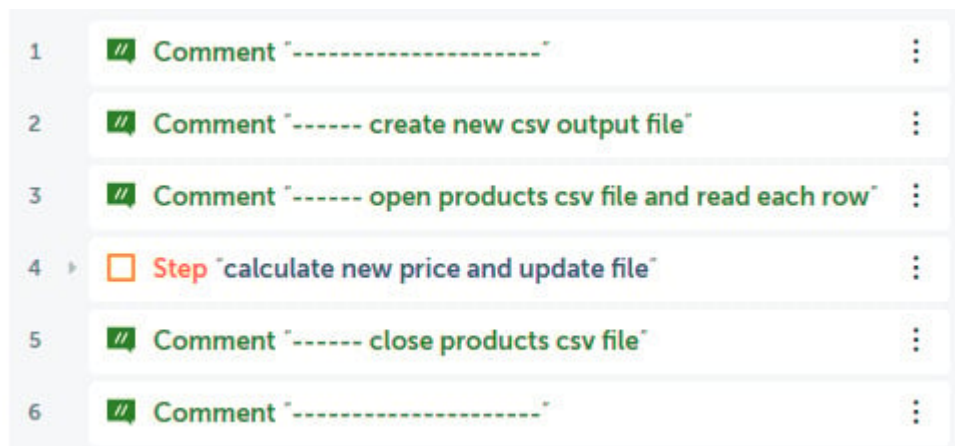 1 // Comment "---------------------"
2 // Comment "------ create new csv output file"
3 // Comment "------ open products csv file and read each row"
4 Step "calculate new price and update file"
5 // Comment "------ close products csv file"
6 // Comment "---------------------"